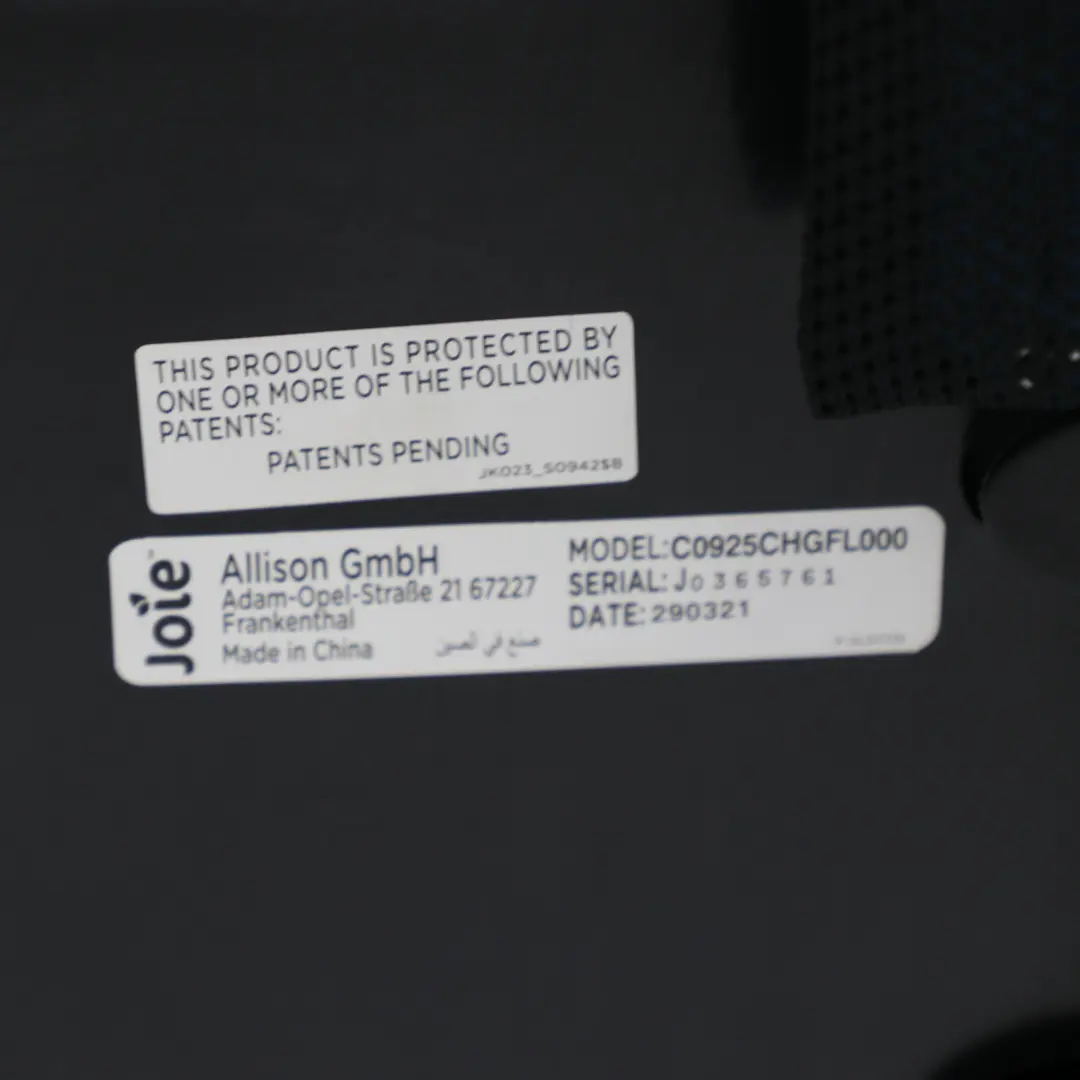 THIS PRODUCT IS PROTECTED BY
ONE OR MORE OF THE FOLLOWING
PATENTS:
PATENTS PENDING
JK023_S0942SB
Joie
Allison GmbH
Adam-Opel-Straße 21 67227
Frankenthal
Made in China صنع في الصين
MODEL:C0925CHGFL000
SERIAL: J0365761
DATE: 290321